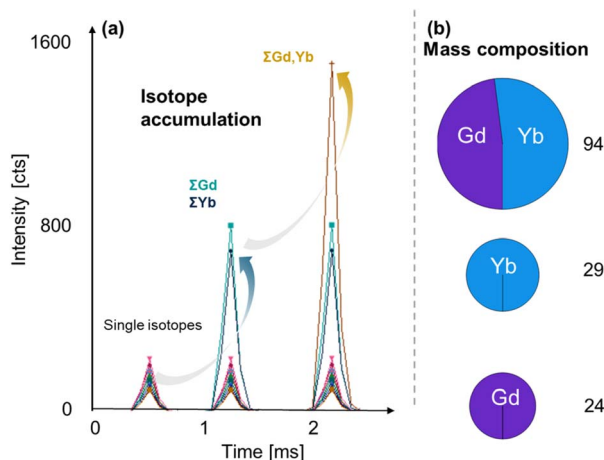 (a)
1600
800
0
Intensity [cts]
Isotope
accumulation
ΣGd,Yb
ΣGd
ΣYb
Single isotopes
0
1
2
Time [ms]
(b)
Mass composition
Gd
Yb
94
Yb
29
Gd
24